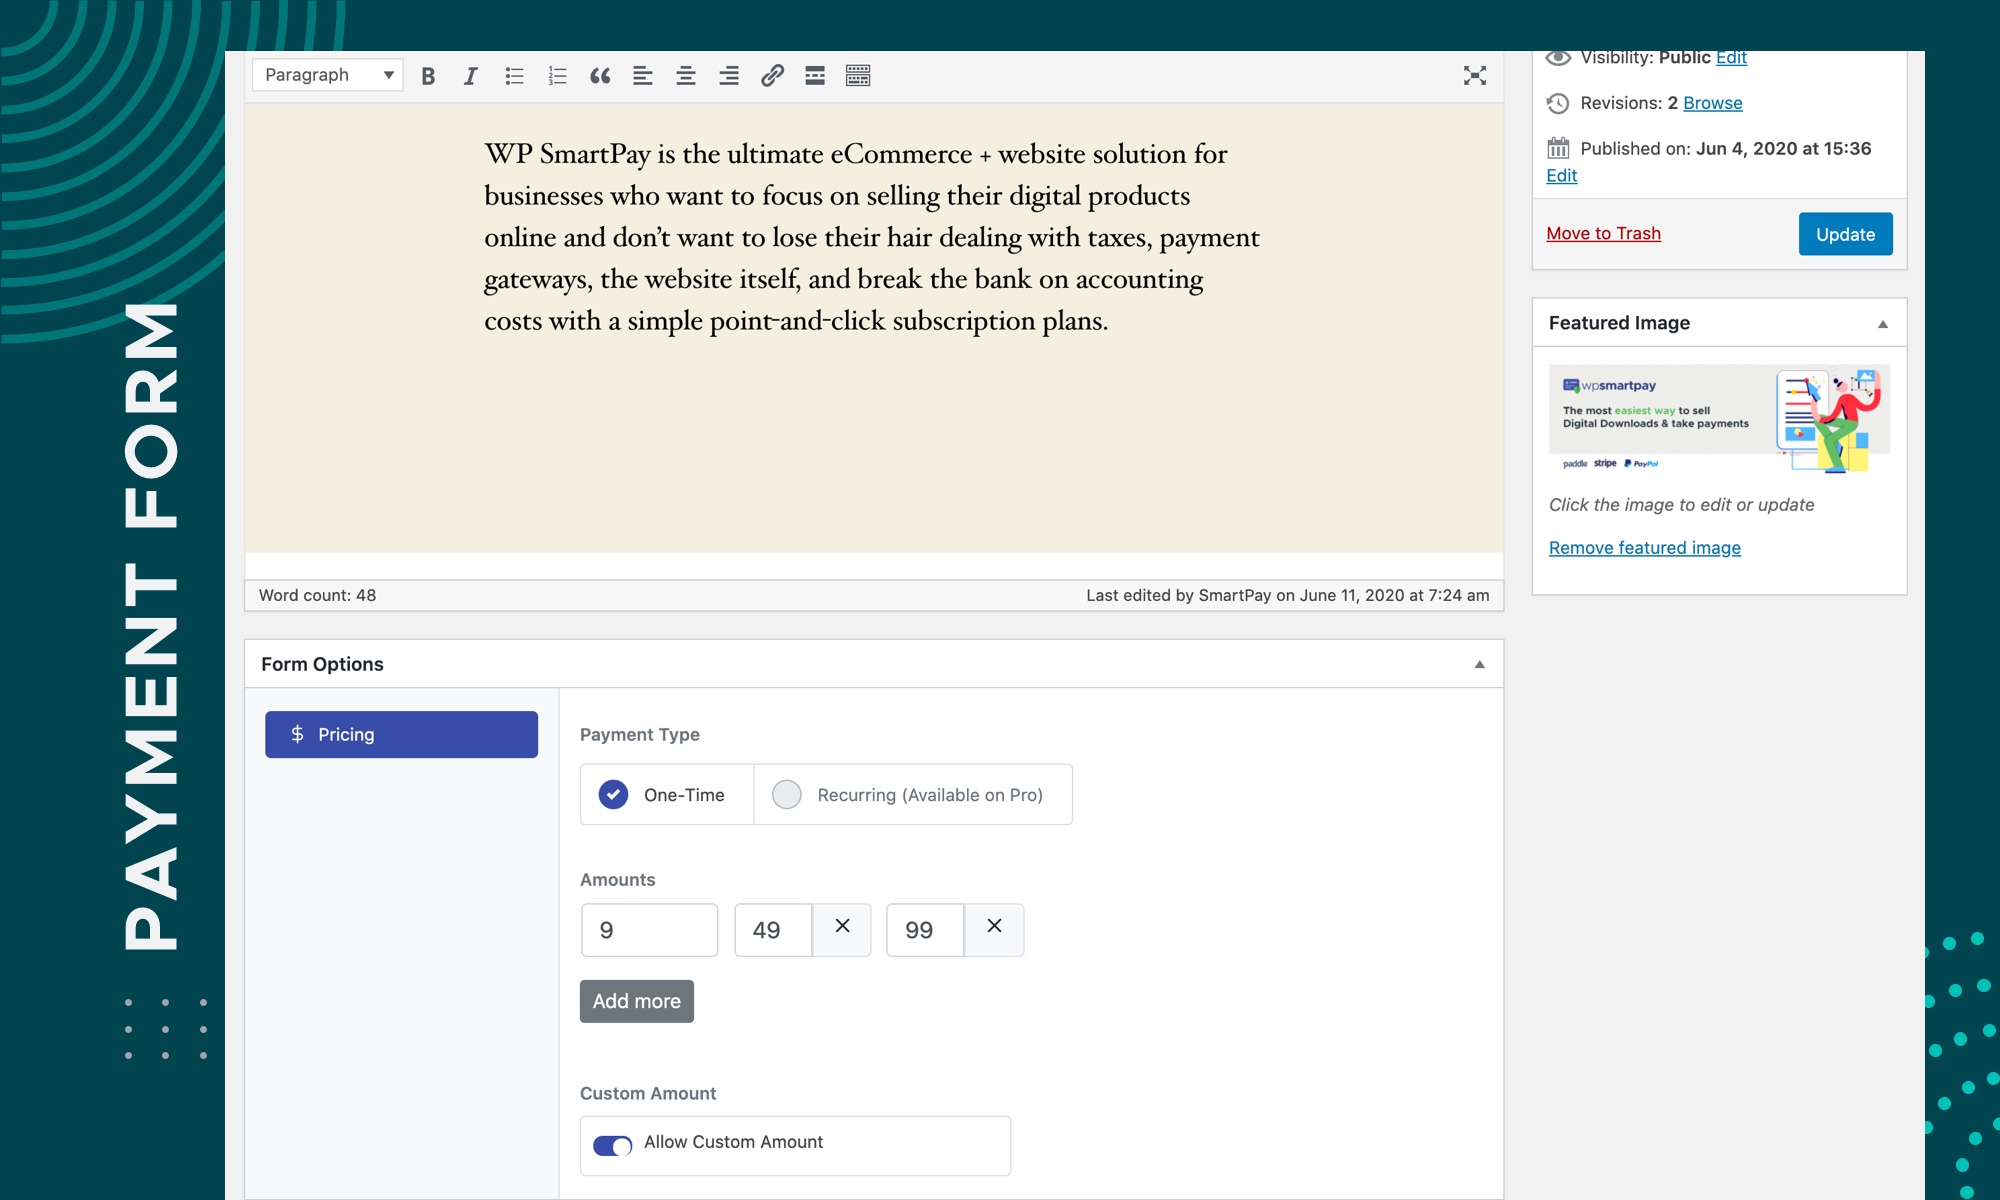 PAYMENT FORM
Paragraph
WP SmartPay is the ultimate eCommerce + website solution for
businesses who want to focus on selling their digital products
online and don’t want to lose their hair dealing with taxes, payment
gateways, the website itself, and break the bank on accounting
costs with a simple point-and-click subscription plans.
Word count: 48
Last edited by SmartPay on June 11, 2020 at 7:24 am
Visibility: Public Edit
Revisions: 2 Browse
Published on: Jun 4, 2020 at 15:36
Edit
Move to Trash
Update
Featured Image
wpsmartpay
The most easiest way to sell
Digital Downloads & take payments
paddle stripe PayPal
Click the image to edit or update
Remove featured image
Form Options
$ Pricing
Payment Type
One-Time
Recurring (Available on Pro)
Amounts
9
49
99
Add more
Custom Amount
Allow Custom Amount